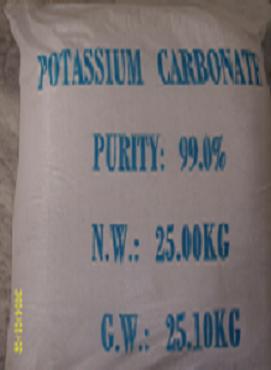 POTASSIUM CARBONATE
PURITY: 99.0%
N.W.: 25.00KG
G.W.: 25.10KG